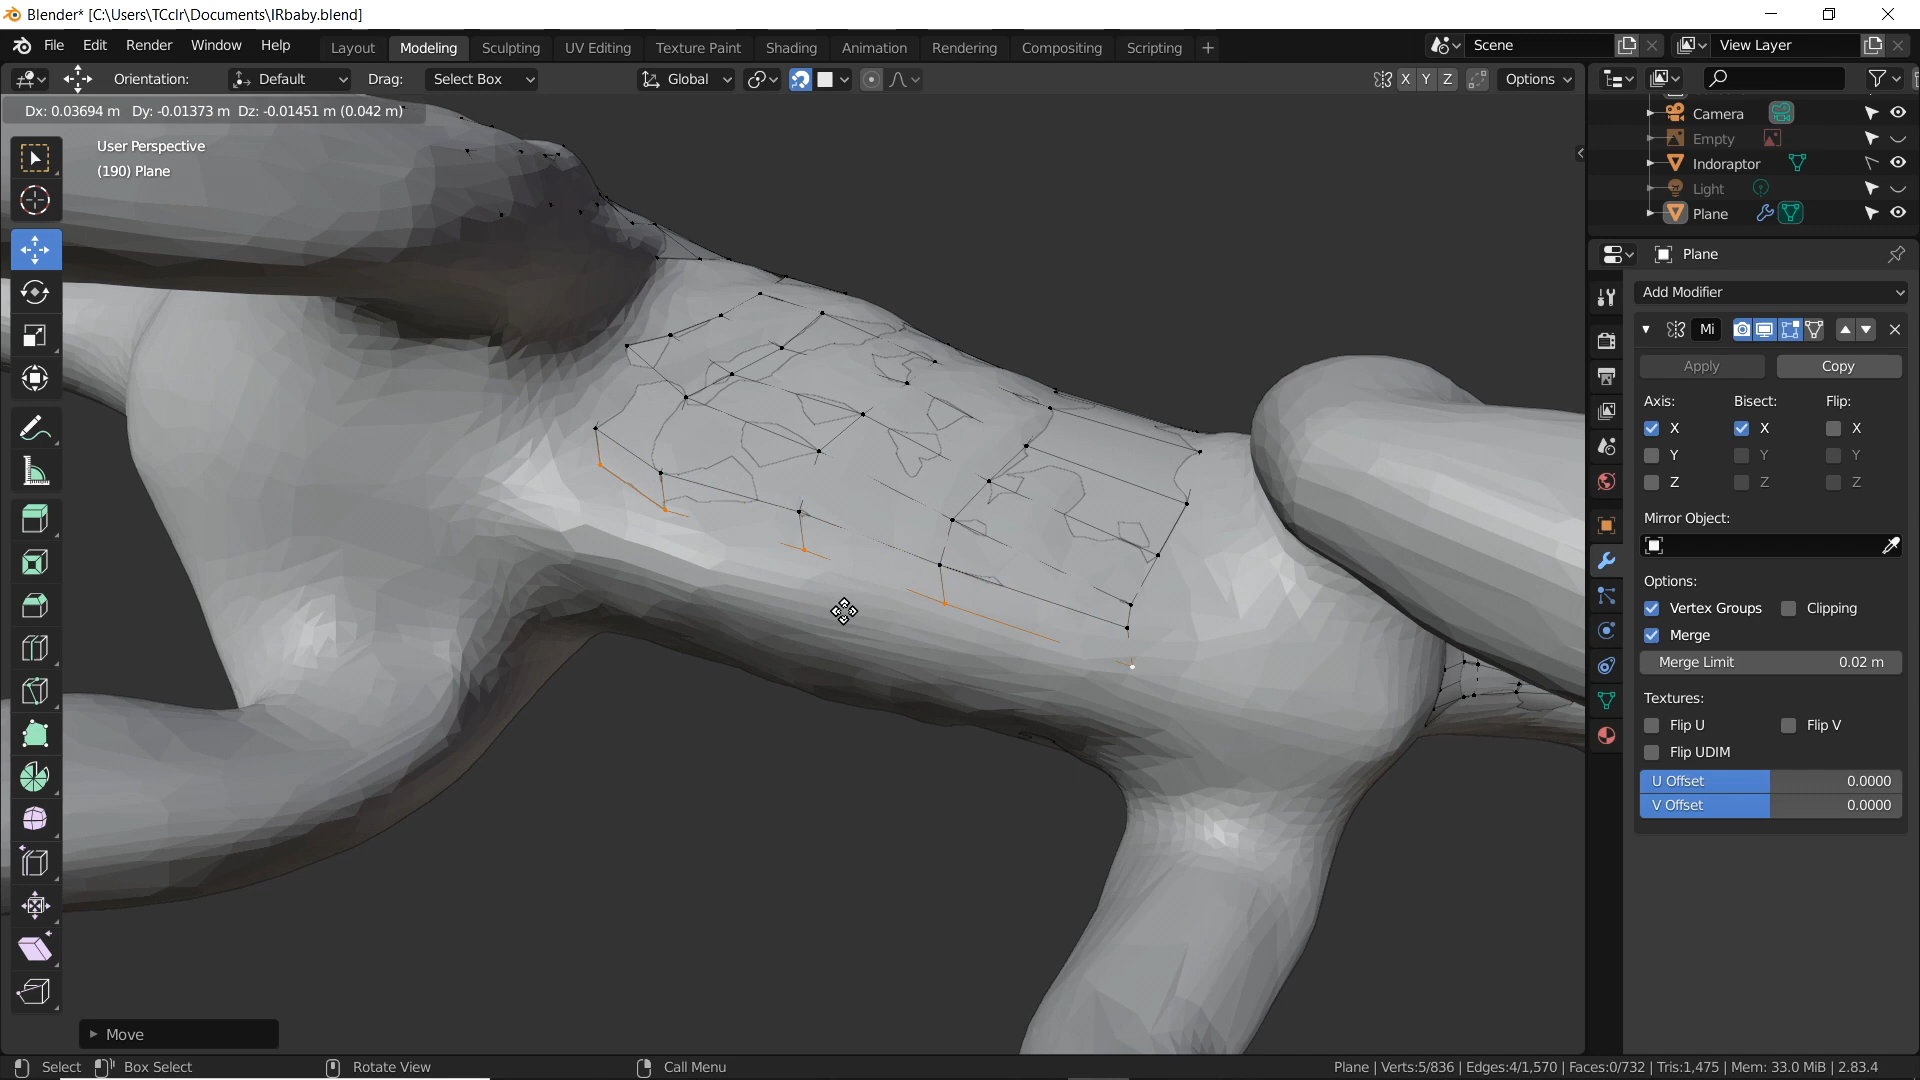 Blender* [C:\Users\TCclr\Documents\IRbaby.blend]
File Edit Render Window Help Layout Modeling Sculpting UV Editing Texture Paint Shading Animation Rendering Compositing Scripting + Scene View Layer
Orientation: Default Drag: Select Box Global X Y Z Options
Dx: 0.03694 m Dy: -0.01373 m Dz: -0.01451 m (0.042 m)
User Perspective
(190) Plane
Camera
Empty
Indoraptor
Light
Plane
Plane
Add Modifier
Mi
Apply Copy
Axis: Bisect: Flip:
X X X
Y Y Y
Z Z Z
Mirror Object:
Options:
Vertex Groups Clipping
Merge
Merge Limit 0.02 m
Textures:
Flip U Flip V
Flip UDIM
U Offset 0.0000
V Offset 0.0000
Move
Select Box Select Rotate View Call Menu Plane | Verts:5/836 | Edges:4/1,570 | Faces:0/732 | Tris:1,475 | Mem: 33.0 MiB | 2.83.4